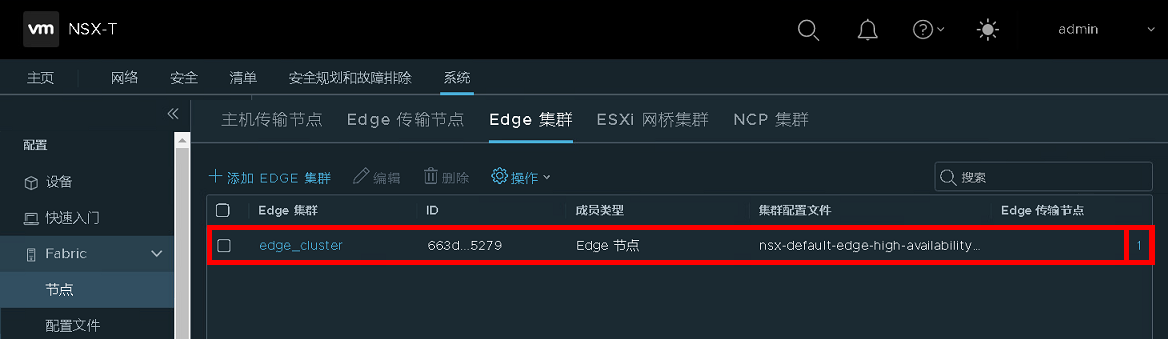 vm NSX-T admin
主页 网络 安全 清单 安全规划和故障排除 系统
主机传输节点 Edge 传输节点 Edge 集群 ESXi 网桥集群 NCP 集群
配置
设备
快速入门
Fabric
节点
配置文件
添加 EDGE 集群 编辑 删除 操作 搜索
Edge 集群 ID 成员类型 集群配置文件 Edge 传输节点
edge_cluster 663d...5279 Edge 节点 nsx-default-edge-high-availability... 1